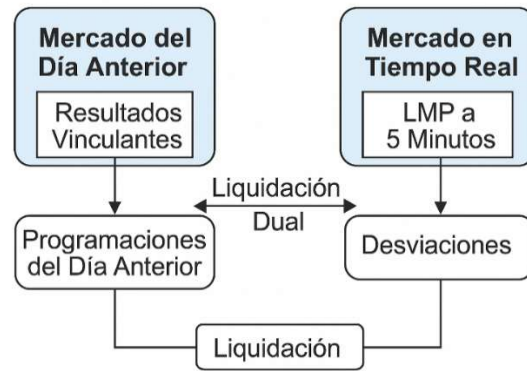 Mercado del
Día Anterior
Resultados
Vinculantes
Mercado en
Tiempo Real
LMP a
5 Minutos
Liquidación
Dual
Programaciones
del Día Anterior
Desviaciones
Liquidación